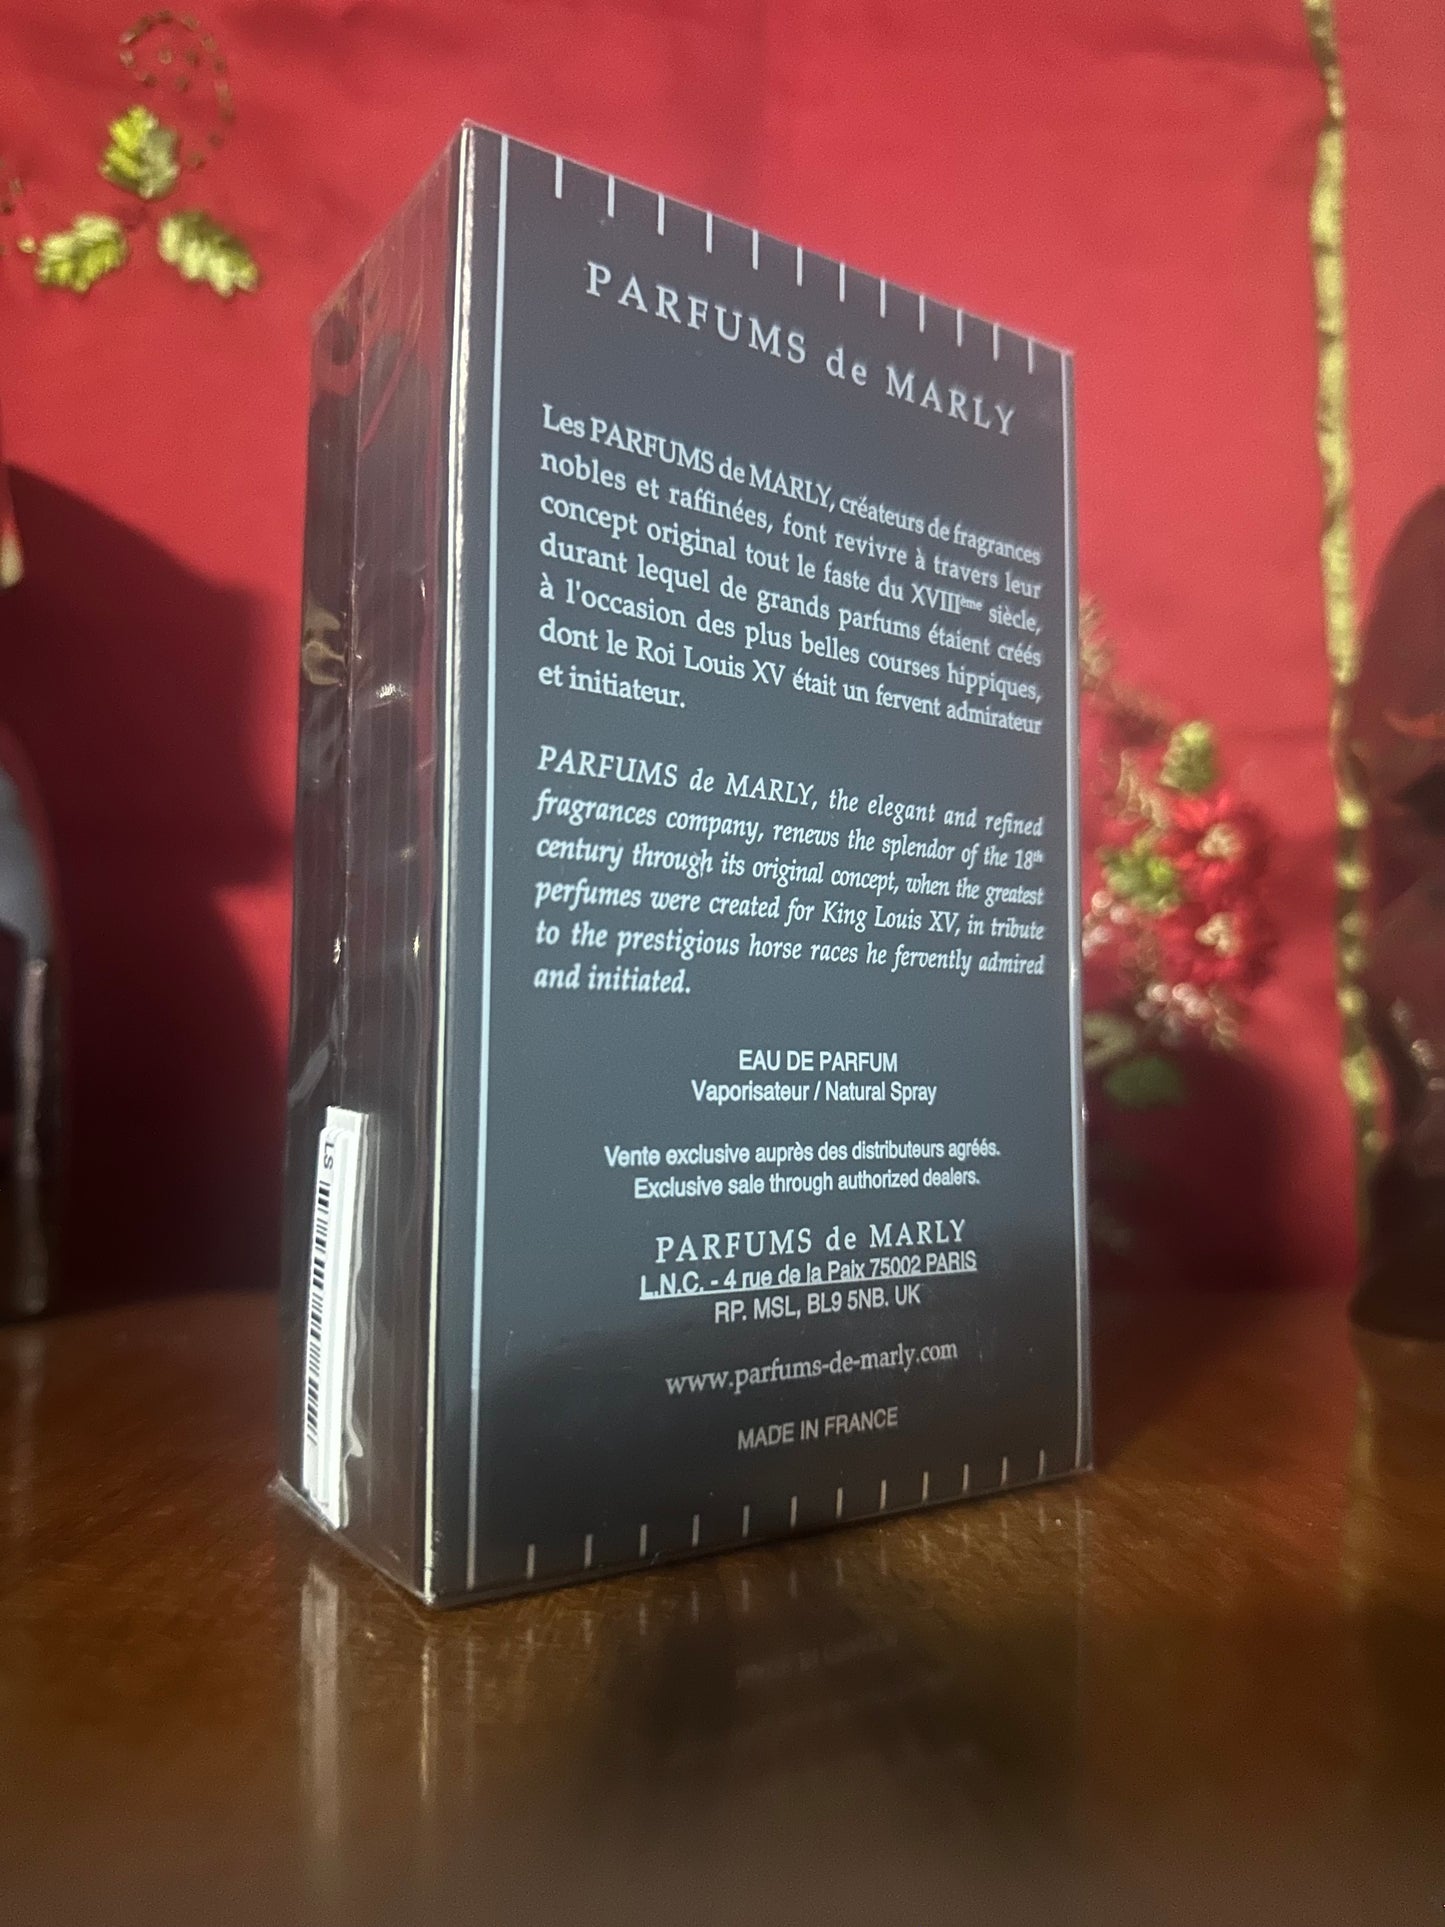 PARFUMS de MARLY
Les PARFUMS de MARLY, créateurs de fragrances
nobles et raffinées, font revivre à travers leur
concept original tout le faste du XVIIIème siècle,
durant lequel de grands parfums étaient créés
à l'occasion des plus belles courses hippiques,
dont le Roi Louis XV était un fervent admirateur
et initiateur.
PARFUMS de MARLY, the elegant and refined
fragrances company, renews the splendor of the 18th
century through its original concept, when the greatest
perfumes were created for King Louis XV, in tribute
to the prestigious horse races he fervently admired
and initiated.
EAU DE PARFUM
Vaporisateur / Natural Spray
Vente exclusive auprès des distributeurs agréés.
Exclusive sale through authorized dealers.
PARFUMS de MARLY
L.N.C. - 4 rue de la Paix 75002 PARIS
RP. MSL, BL9 5NB. UK
www.parfums-de-marly.com
MADE IN FRANCE
LS